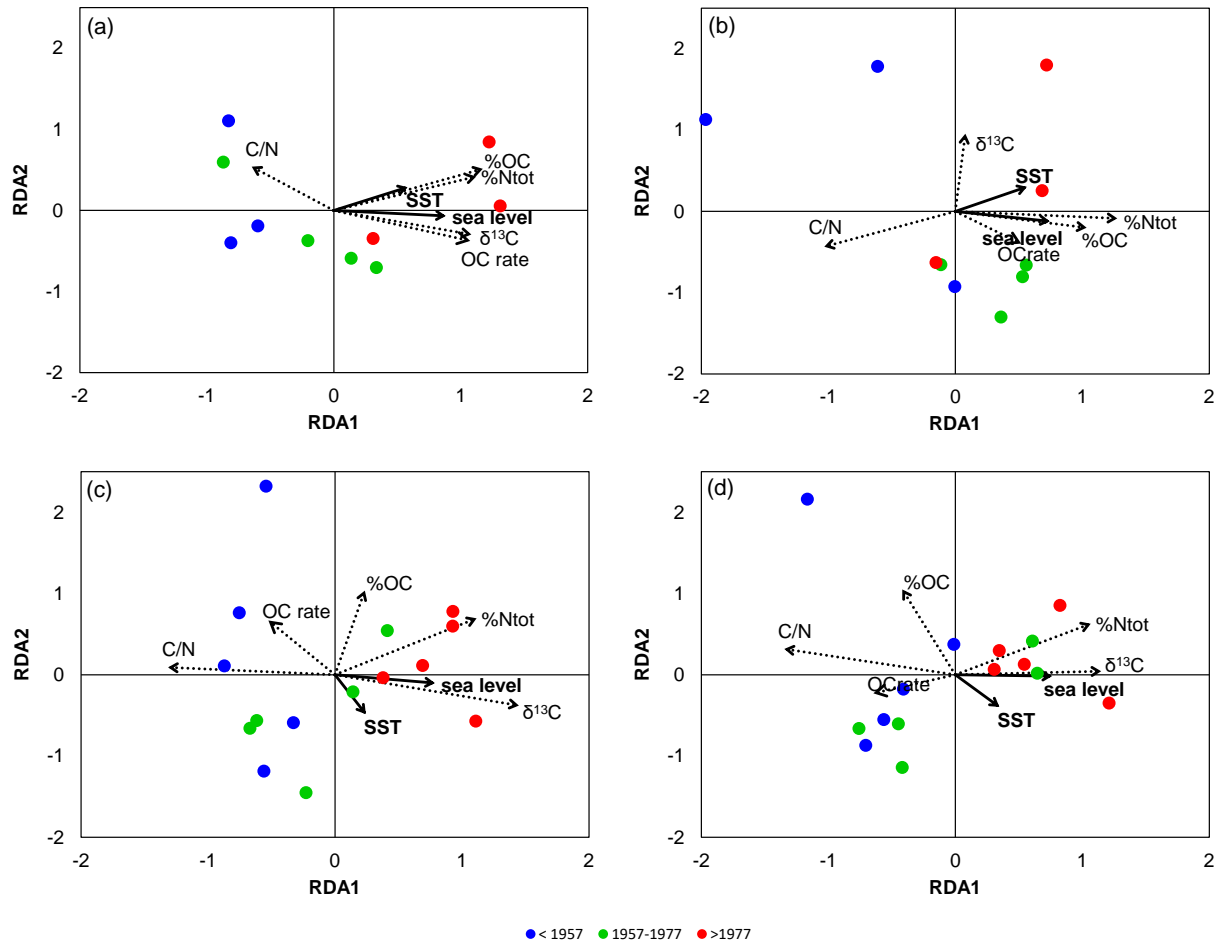 (a)
2
1
0
-1
-2
RDA2
C/N
%OC
%Ntot
SST
sea level
δ¹³C
OC rate
-2 -1 0 1 2
RDA1
(b)
2
1
0
-1
-2
RDA2
δ¹³C
SST
C/N
%Ntot
%OC
sea level
OCrate
-2 -1 0 1 2
RDA1
(c)
2
1
0
-1
-2
RDA2
%OC
OC rate
%Ntot
C/N
sea level
δ¹³C
SST
-2 -1 0 1 2
RDA1
(d)
2
1
0
-1
-2
RDA2
%OC
%Ntot
C/N
δ¹³C
sea level
OCrate
SST
-2 -1 0 1 2
RDA1
< 1957 1957-1977 >1977